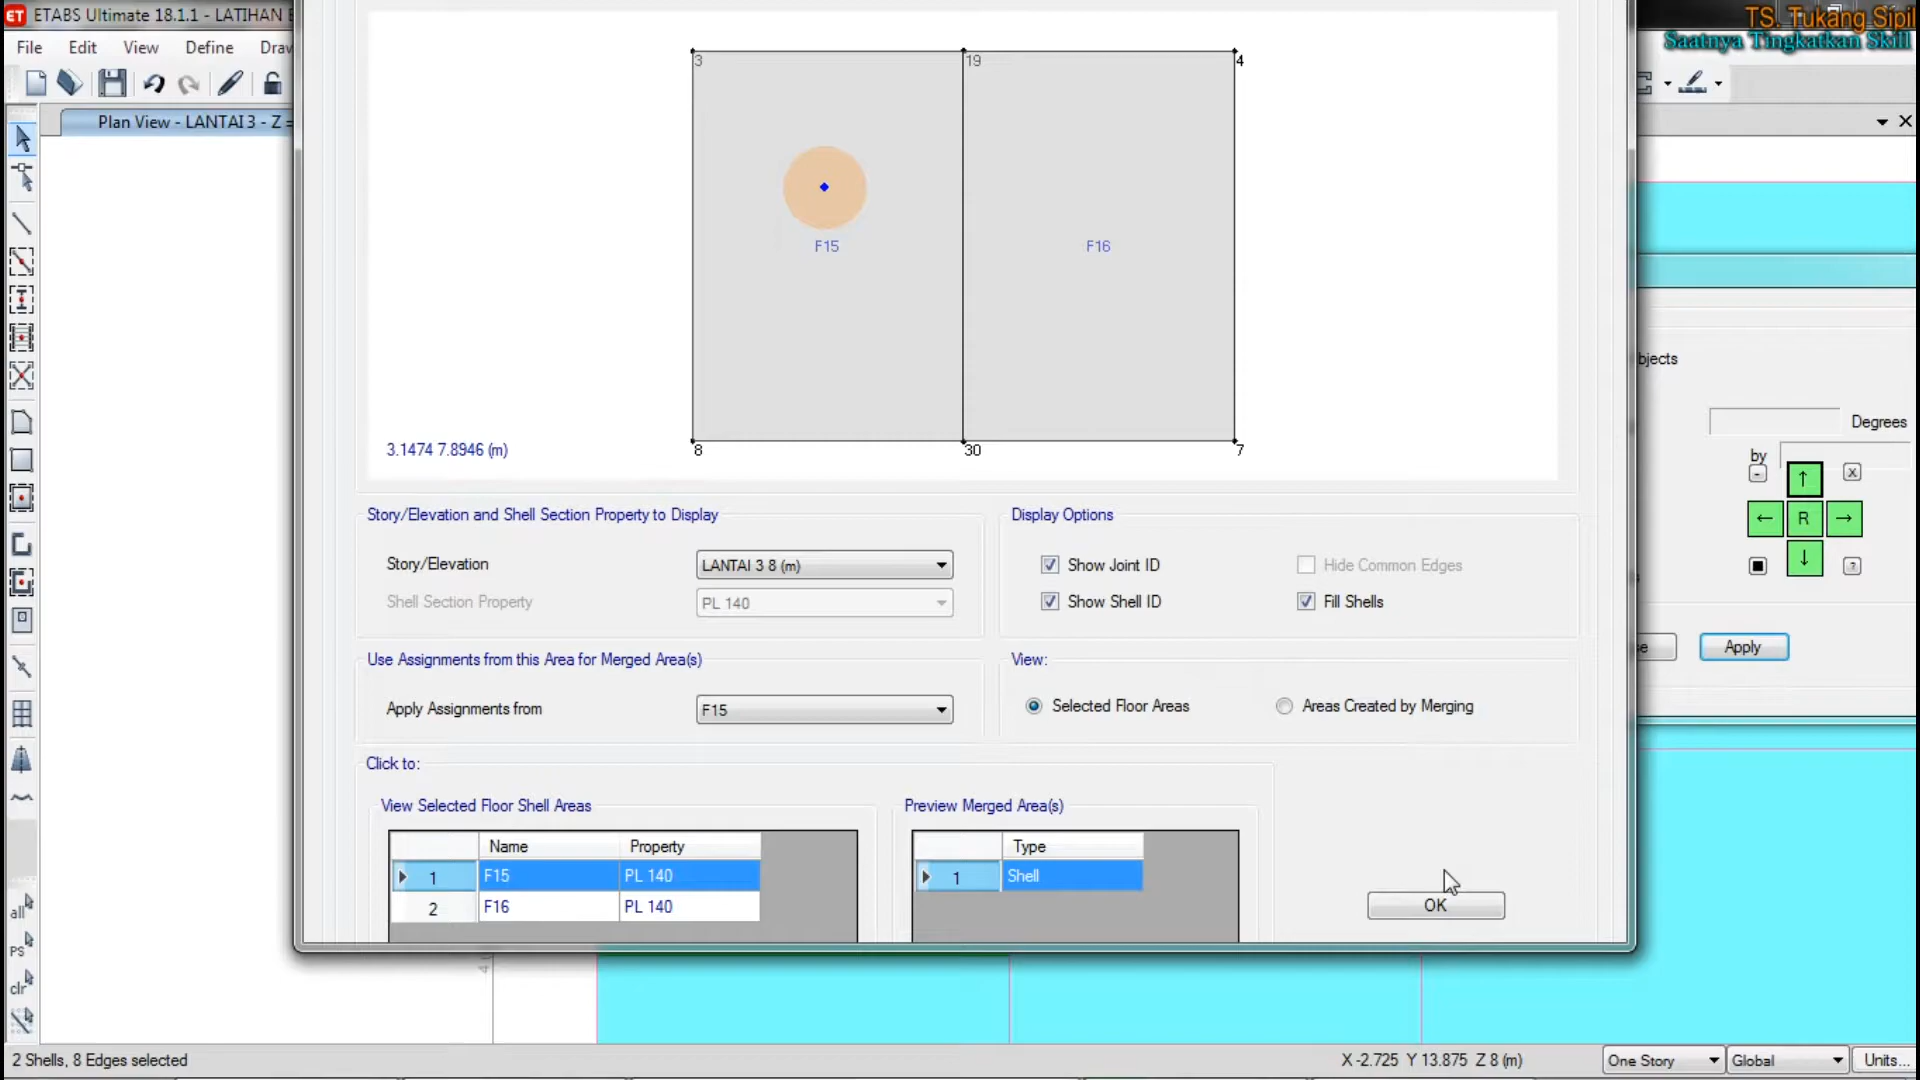 ETABS Ultimate 18.1.1 - LATIHAN
TS. Tukang Sipil
Saatnya Tingkatkan Skill
File Edit View Define
Plan View - LANTAI 3 - Z =
3 19 4
F15 F16
8 30 7
3.1474 7.8946 (m)
Story/Elevation and Shell Section Property to Display
Story/Elevation LANTAI 3 8 (m)
Shell Section Property PL 140
Display Options
Show Joint ID Hide Common Edges
Show Shell ID Fill Shells
Use Assignments from this Area for Merged Area(s)
Apply Assignments from F15
View:
Selected Floor Areas Areas Created by Merging
Click to:
View Selected Floor Shell Areas
Name Property
1 F15 PL 140
2 F16 PL 140
Preview Merged Area(s)
Type
1 Shell
OK
Degrees
by
X
R
?
Apply
all
ps
clr
2 Shells, 8 Edges selected
X -2.725 Y 13.875 Z 8 (m)
One Story Global Units...